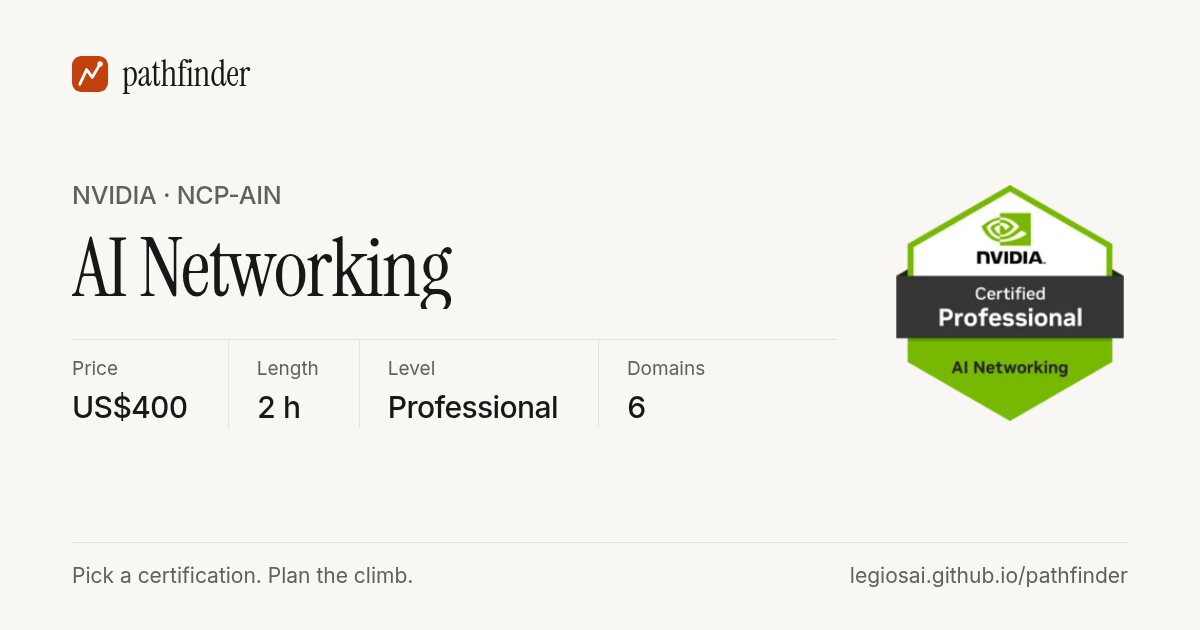 pathfinder
NVIDIA · NCP-AIN
AI Networking
Price
US$400
Length
2 h
Level
Professional
Domains
6
NVIDIA.
Certified
Professional
AI Networking
Pick a certification. Plan the climb.
legiosai.github.io/pathfinder